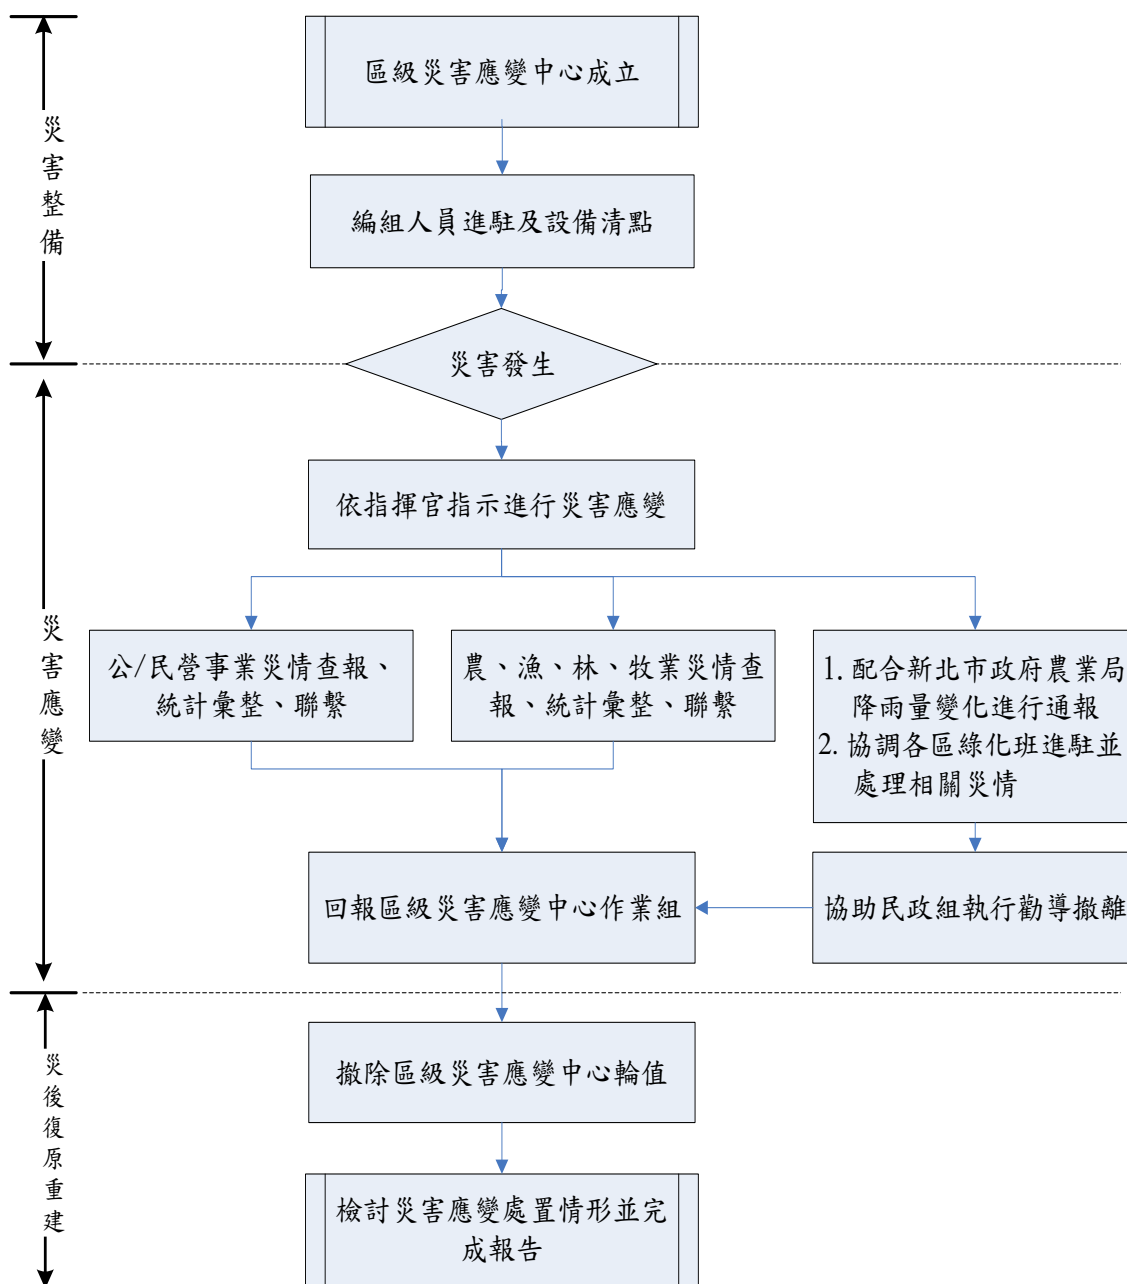 區級災害應變中心成立
災害整備
編組人員進駐及設備清點
災害發生
災害應變
依指揮官指示進行災害應變
公/民營事業災情查報、
統計彙整、聯繫
農、漁、林、牧業災情查
報、統計彙整、聯繫
1. 配合新北市政府農業局
降雨量變化進行通報
2. 協調各區綠化班進駐並
處理相關災情
回報區級災害應變中心作業組
協助民政組執行勸導撤離
災後復原重建
撤除區級災害應變中心輪值
檢討災害應變處置情形並完
成報告